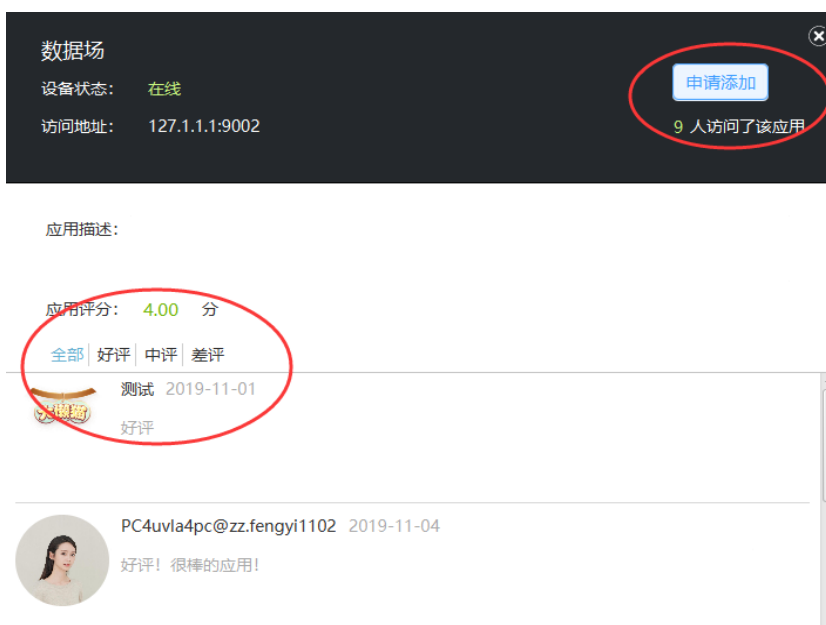 数据场
设备状态： 在线
申请添加
访问地址： 127.1.1.1:9002
9 人访问了该应用
应用描述：
应用评分： 4.00 分
全部 好评 中评 差评
测试 2019-11-01
好评
PC4uvla4pc@zz.fengyi1102 2019-11-04
好评！很棒的应用！